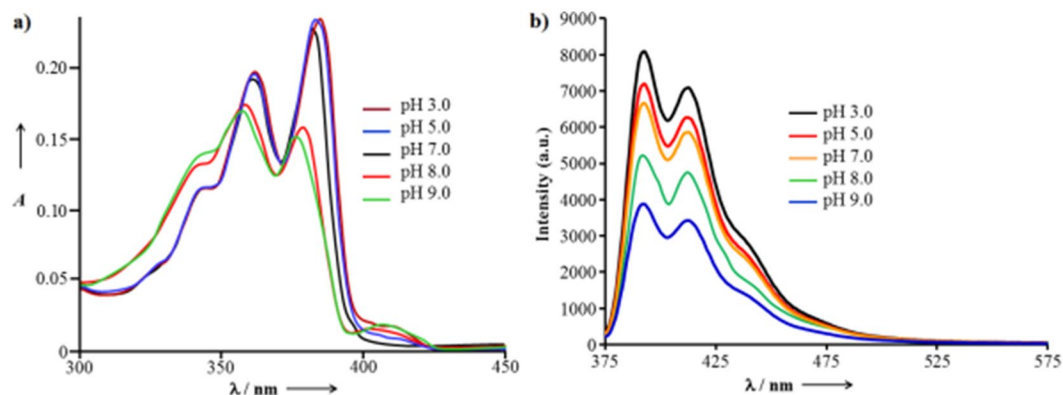 a)
0.20
0.15
0.10
0.05
0
A
300
350
400
450
λ / nm
pH 3.0
pH 5.0
pH 7.0
pH 8.0
pH 9.0
b)
9000
8000
7000
6000
5000
4000
3000
2000
1000
0
Intensity (a.u.)
375
425
475
525
575
λ / nm
pH 3.0
pH 5.0
pH 7.0
pH 8.0
pH 9.0